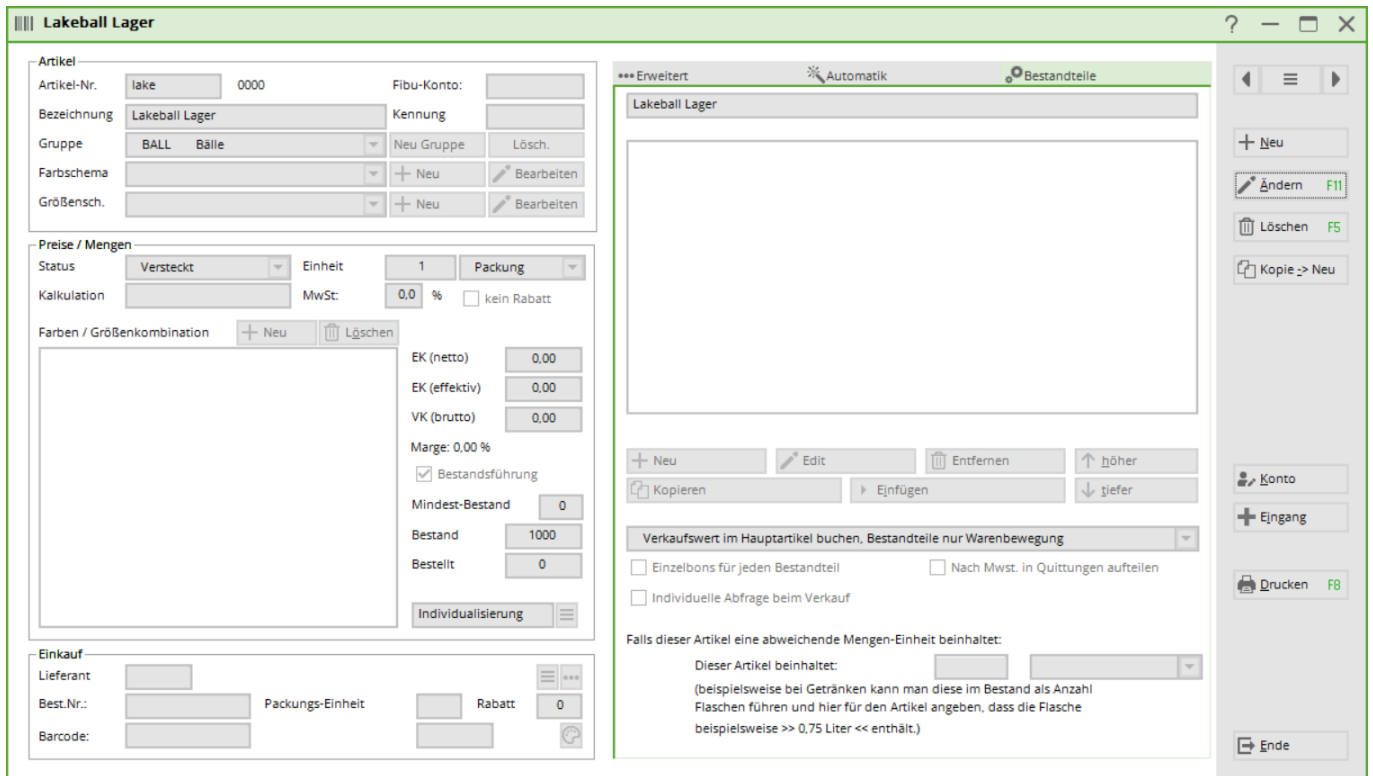 Lakeball Lager
Artikel
Artikel-Nr. lake 0000 Fibu-Konto:
Bezeichnung Lakeball Lager Kennung
Gruppe BALL Bälle Neu Gruppe Lösch.
Farbschema Neu Bearbeiten
Größensch. Neu Bearbeiten
Preise / Mengen
Status Versteckt Einheit 1 Packung
Kalkulation MwSt: 0,0 % kein Rabatt
Farben / Größenkombination Neu Löschen
EK (netto) 0,00
EK (effektiv) 0,00
VK (brutto) 0,00
Marge: 0,00 %
Bestandsführung
Mindest-Bestand 0
Bestand 1000
Bestellt 0
Individualisierung
Einkauf
Lieferant
Best.Nr.: Packungs-Einheit Rabatt 0
Barcode:
Erweitert Automatik Bestandteile
Lakeball Lager
Neu Edit Entfernen höher
Kopieren Einfügen tiefer
Verkaufswert im Hauptartikel buchen, Bestandteile nur Warenbewegung
Einzelbons für jeden Bestandteil Nach Mwst. in Quittungen aufteilen
Individuelle Abfrage beim Verkauf
Falls dieser Artikel eine abweichende Mengen-Einheit beinhaltet:
Dieser Artikel beinhaltet:
(beispielsweise bei Getränken kann man diese im Bestand als Anzahl
Flaschen führen und hier für den Artikel angeben, dass die Flasche
beispielsweise >> 0,75 Liter << enthält.)
Neu
Ändern F11
Löschen F5
Kopie -> Neu
Konto
Eingang
Drucken F8
Ende